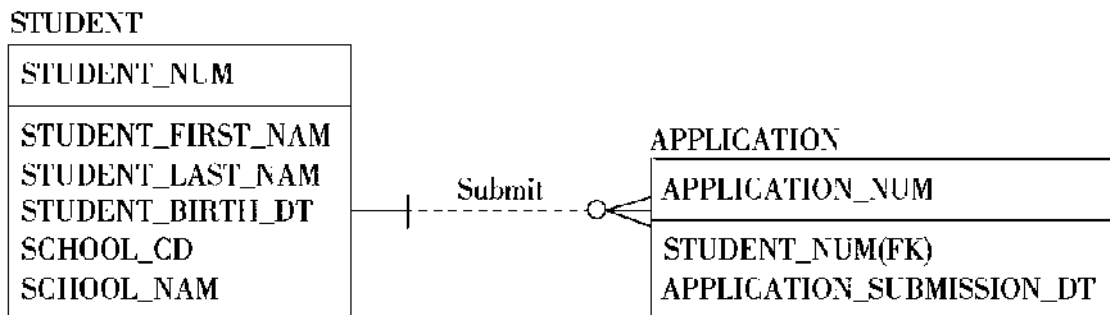 STUDENT
STUDENT_NUM
STUDENT_FIRST_NAM
STUDENT_LAST_NAM
STUDENT_BIRTH_DT
SCHOOL_CD
SCHOOL_NAM
Submit
APPLICATION
APPLICATION_NUM
STUDENT_NUM(FK)
APPLICATION_SUBMISSION_DT